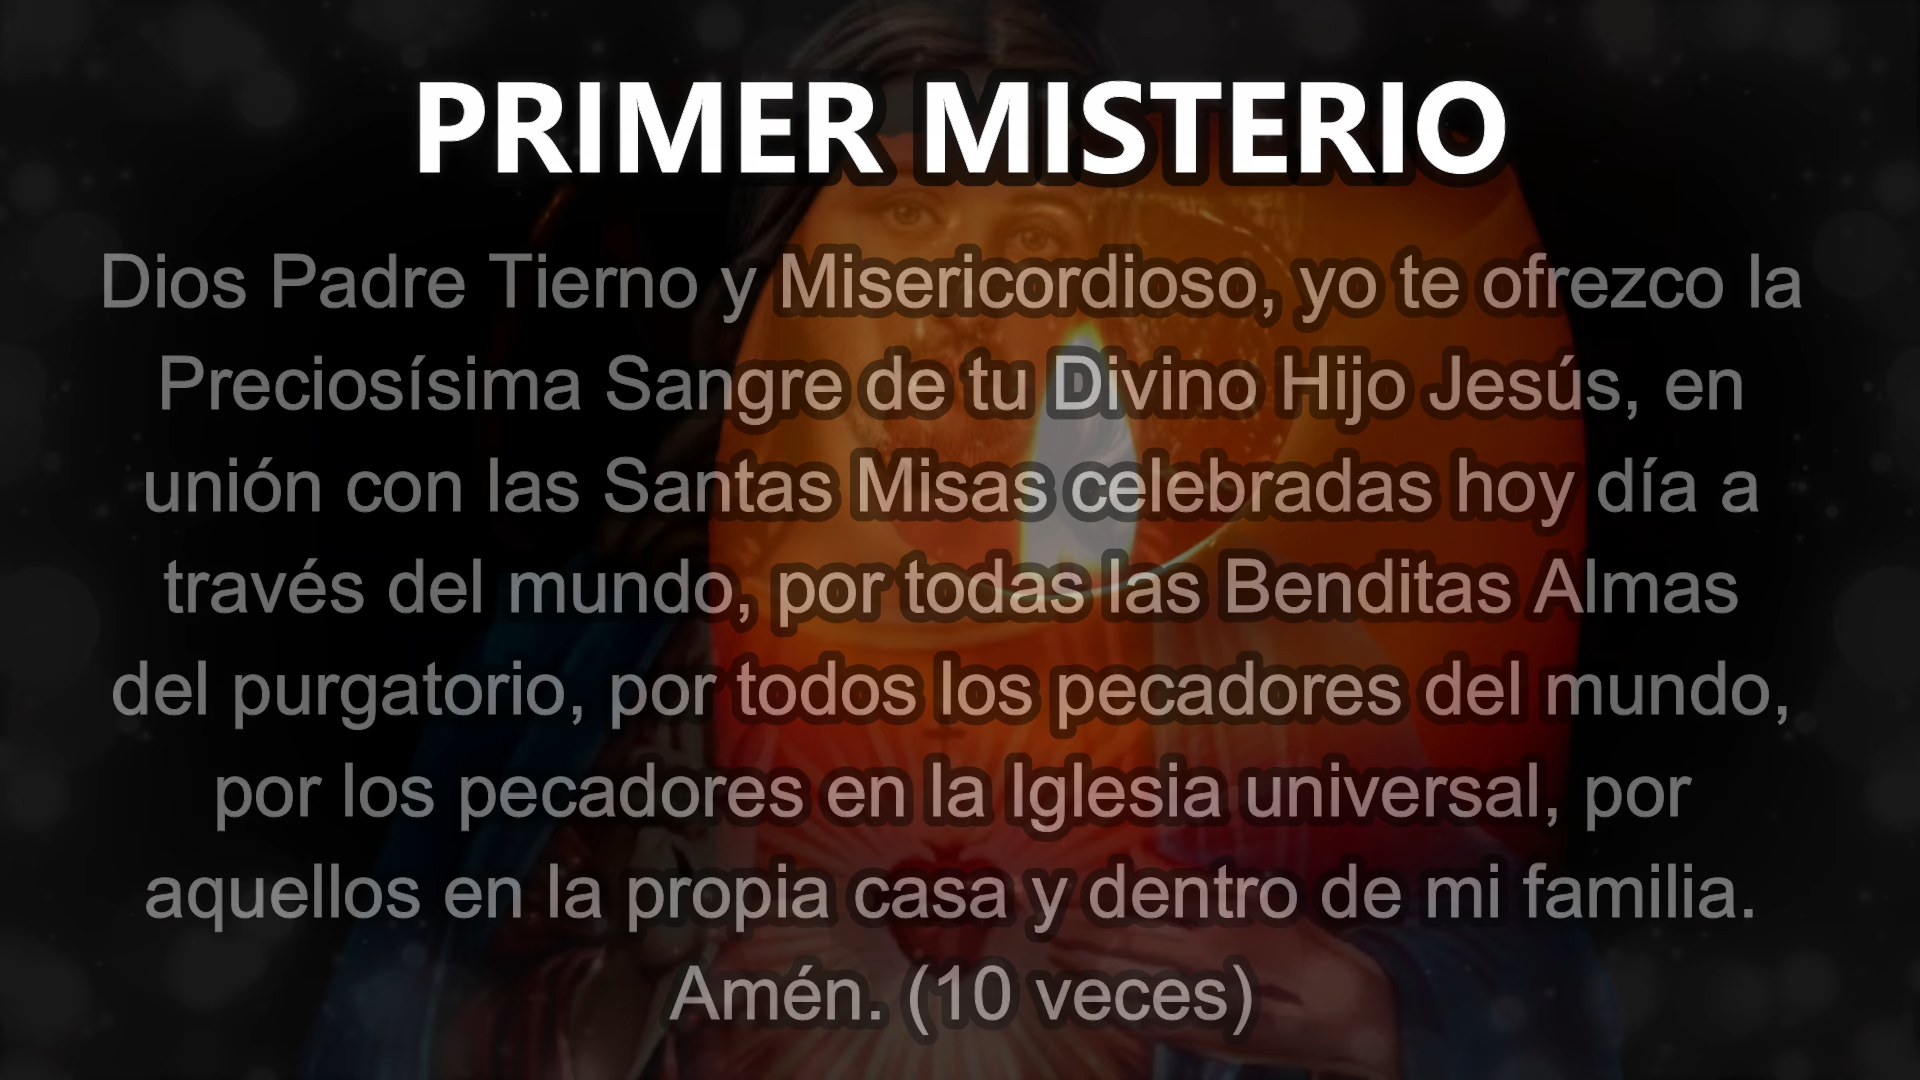 PRIMER MISTERIO
Dios Padre Tierno y Misericordioso, yo te ofrezco la
Preciosísima Sangre de tu Divino Hijo Jesús, en
unión con las Santas Misas celebradas hoy día a
través del mundo, por todas las Benditas Almas
del purgatorio, por todos los pecadores del mundo,
por los pecadores en la Iglesia universal, por
aquellos en la propia casa y dentro de mi familia.
Amén. (10 veces)